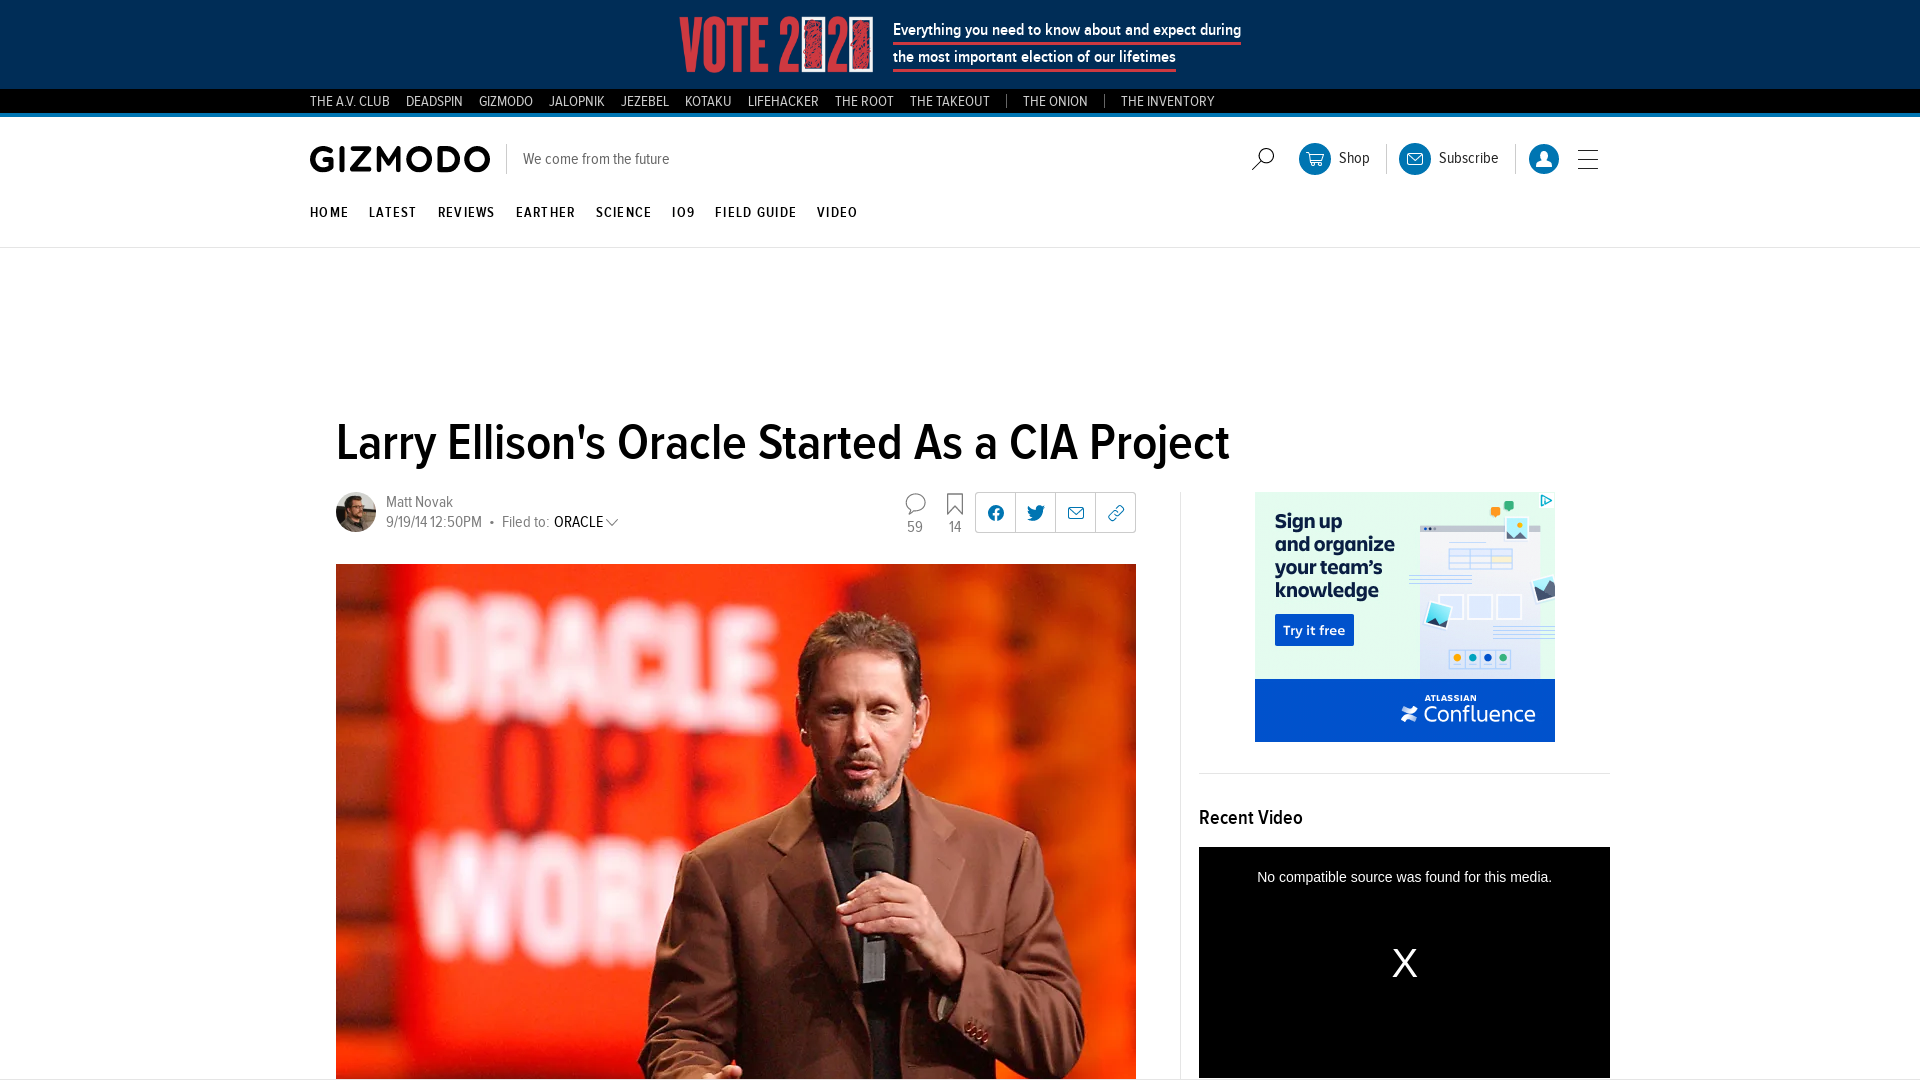 VOTE 2020
Everything you need to know about and expect during
the most important election of our lifetimes
THE A.V. CLUB DEADSPIN GIZMODO JALOPNIK JEZEBEL KOTAKU LIFEHACKER THE ROOT THE TAKEOUT THE ONION THE INVENTORY
GIZMODO We come from the future Shop Subscribe
HOME LATEST REVIEWS EARTHER SCIENCE IO9 FIELD GUIDE VIDEO
Larry Ellison's Oracle Started As a CIA Project
Matt Novak
9/19/14 12:50PM • Filed to: ORACLE
59 14
ORACLE
OPEN
WORL
Sign up
and organize
your team's
knowledge
Try it free
ATLASSIAN
Confluence
Recent Video
No compatible source was found for this media.
X